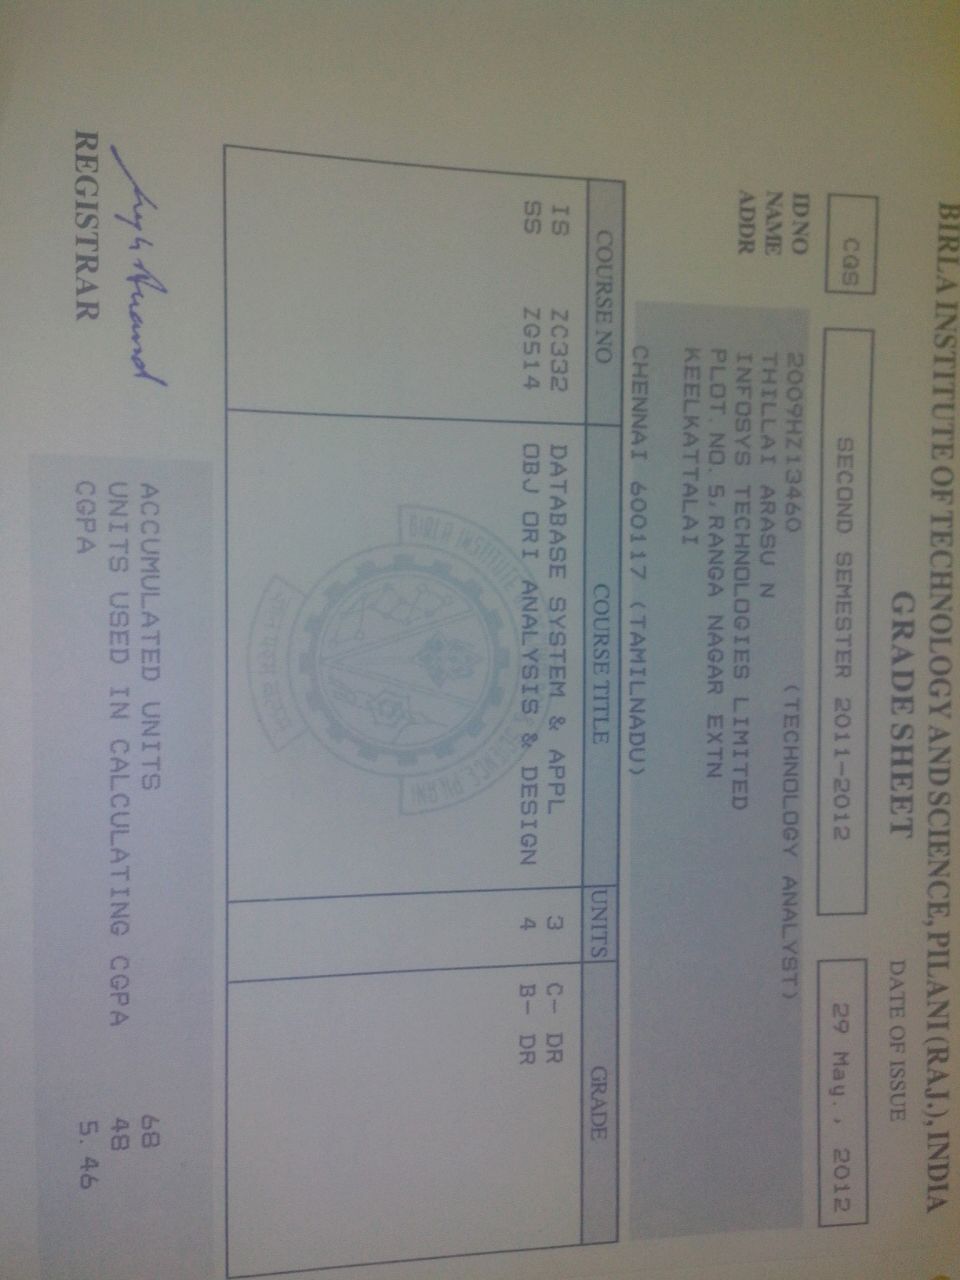 BIRLA INSTITUTE OF TECHNOLOGY AND SCIENCE, PILANI (RAJ.), INDIA
GRADE SHEET
DATE OF ISSUE
CGS SECOND SEMESTER 2011-2012 29 May., 2012
ID NO 2009HZ13460 (TECHNOLOGY ANALYST)
NAME THILLAI ARASU N
ADDR INFOSYS TECHNOLOGIES LIMITED
PLOT. NO. 5, RANGA NAGAR EXTN
KEELKATTALAI
CHENNAI 600117 (TAMILNADU)
COURSE NO COURSE TITLE UNITS GRADE
IS ZC332 DATABASE SYSTEM & APPL 3 C- DR
SS ZG514 OBJ ORI ANALYSIS & DESIGN 4 B- DR
BIRLA INSTITUTE PILANI
ACCUMULATED UNITS 68
UNITS USED IN CALCULATING CGPA 48
CGPA 5.46
REGISTRAR